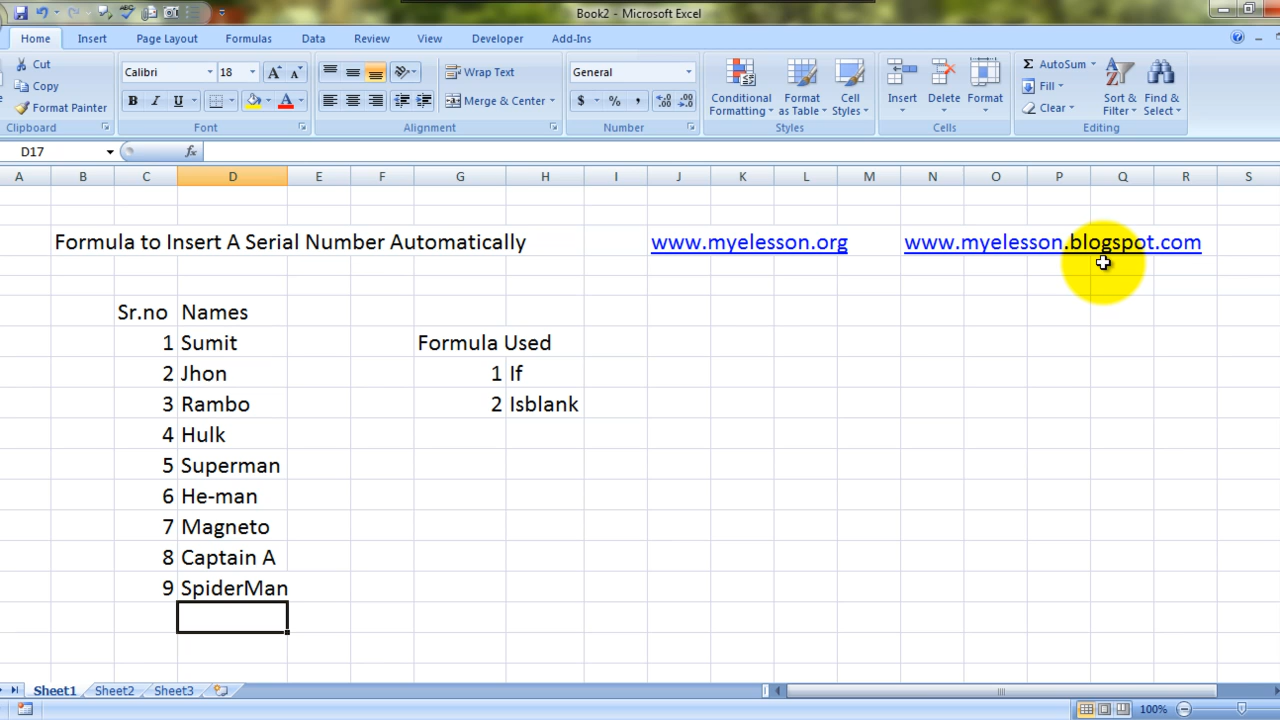 Book2 - Microsoft Excel
Home Insert Page Layout Formulas Data Review View Developer Add-Ins
Cut
Copy
Format Painter
Clipboard
Calibri 18
B I U
Font
Wrap Text
Merge & Center
Alignment
General
$ % ,
Number
Conditional Formatting
Format as Table
Cell Styles
Styles
Insert Delete Format
Cells
AutoSum
Fill
Clear
Sort & Filter
Find & Select
Editing
D17 fx
A B C D E F G H I J K L M N O P Q R S
Formula to Insert A Serial Number Automatically www.myelesson.org www.myelesson.blogspot.com
Sr.no Names
1 Sumit Formula Used
2 Jhon 1 If
3 Rambo 2 Isblank
4 Hulk
5 Superman
6 He-man
7 Magneto
8 Captain A
9 SpiderMan
Sheet1 Sheet2 Sheet3
100%